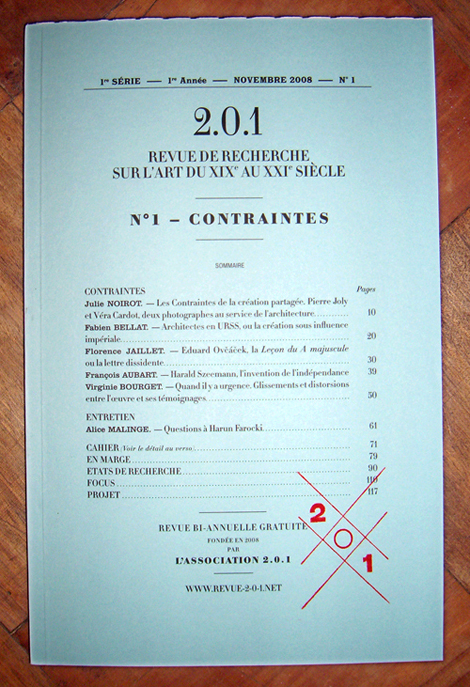 1re SÉRIE — 1re Année — NOVEMBRE 2008 — N° 1
2.0.1
REVUE DE RECHERCHE
SUR L'ART DU XIXe AU XXIe SIÈCLE
N°1 – CONTRAINTES
SOMMAIRE
CONTRAINTES Pages
Julie NOIROT. — Les Contraintes de la création partagée. Pierre Joly
et Véra Cardot, deux photographes au service de l'architecture 10
Fabien BELLAT. — Architectes en URSS, ou la création sous influence
impériale 20
Florence JAILLET. — Eduard Ovčáček, la Leçon du A majuscule
ou la lettre dissidente 30
François AUBART. — Harald Szeemann, l'invention de l'indépendance 39
Virginie BOURGET. — Quand il y a urgence. Glissements et distorsions
entre l'œuvre et ses témoignages 50
ENTRETIEN
Alice MALINGE. — Questions à Harun Farocki. 61
CAHIER (Voir le détail au verso) 71
EN MARGE 79
ETATS DE RECHERCHE 90
FOCUS 110
PROJET 117
REVUE BI-ANNUELLE GRATUITE
FONDÉE EN 2008
PAR
L'ASSOCIATION 2.0.1
WWW.REVUE-2-0-1.NET
2
0
1